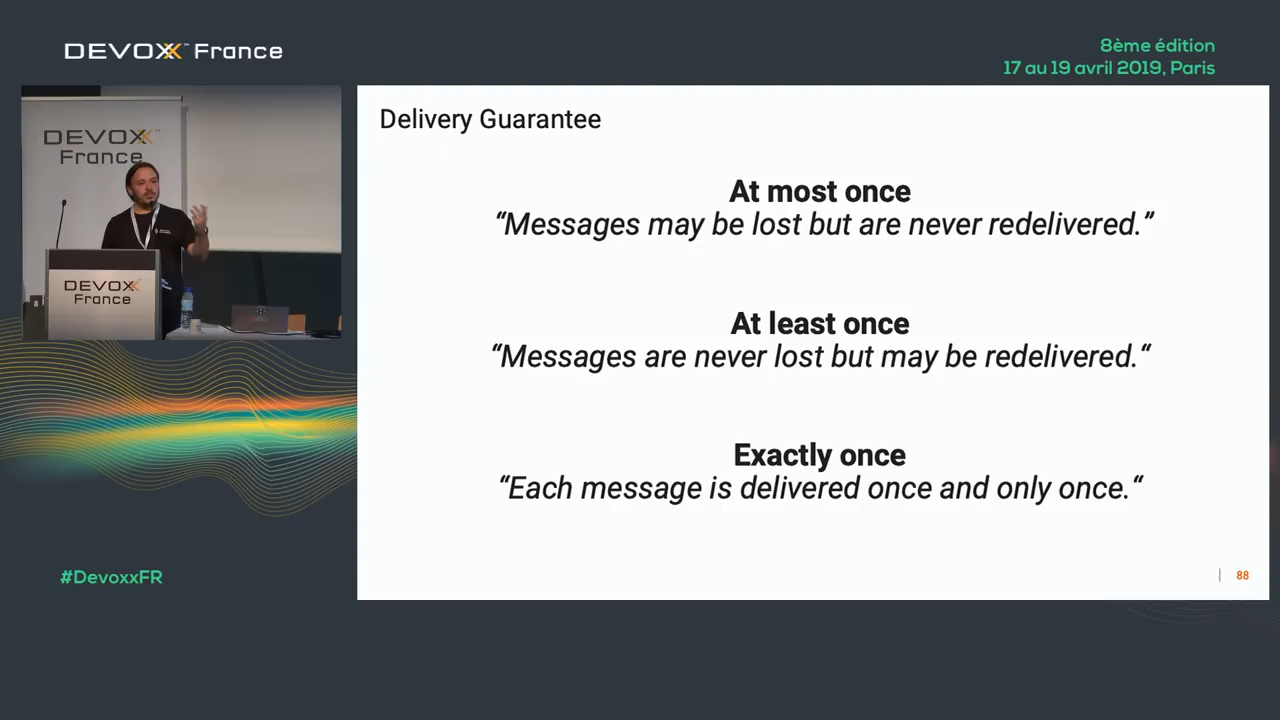 DEVOXX™ France
8ème édition
17 au 19 avril 2019, Paris
DEVOXX™
France
DEVOXX
France
Delivery Guarantee
At most once
“Messages may be lost but are never redelivered.”
At least once
“Messages are never lost but may be redelivered.“
Exactly once
“Each message is delivered once and only once.“
88
#DevoxxFR